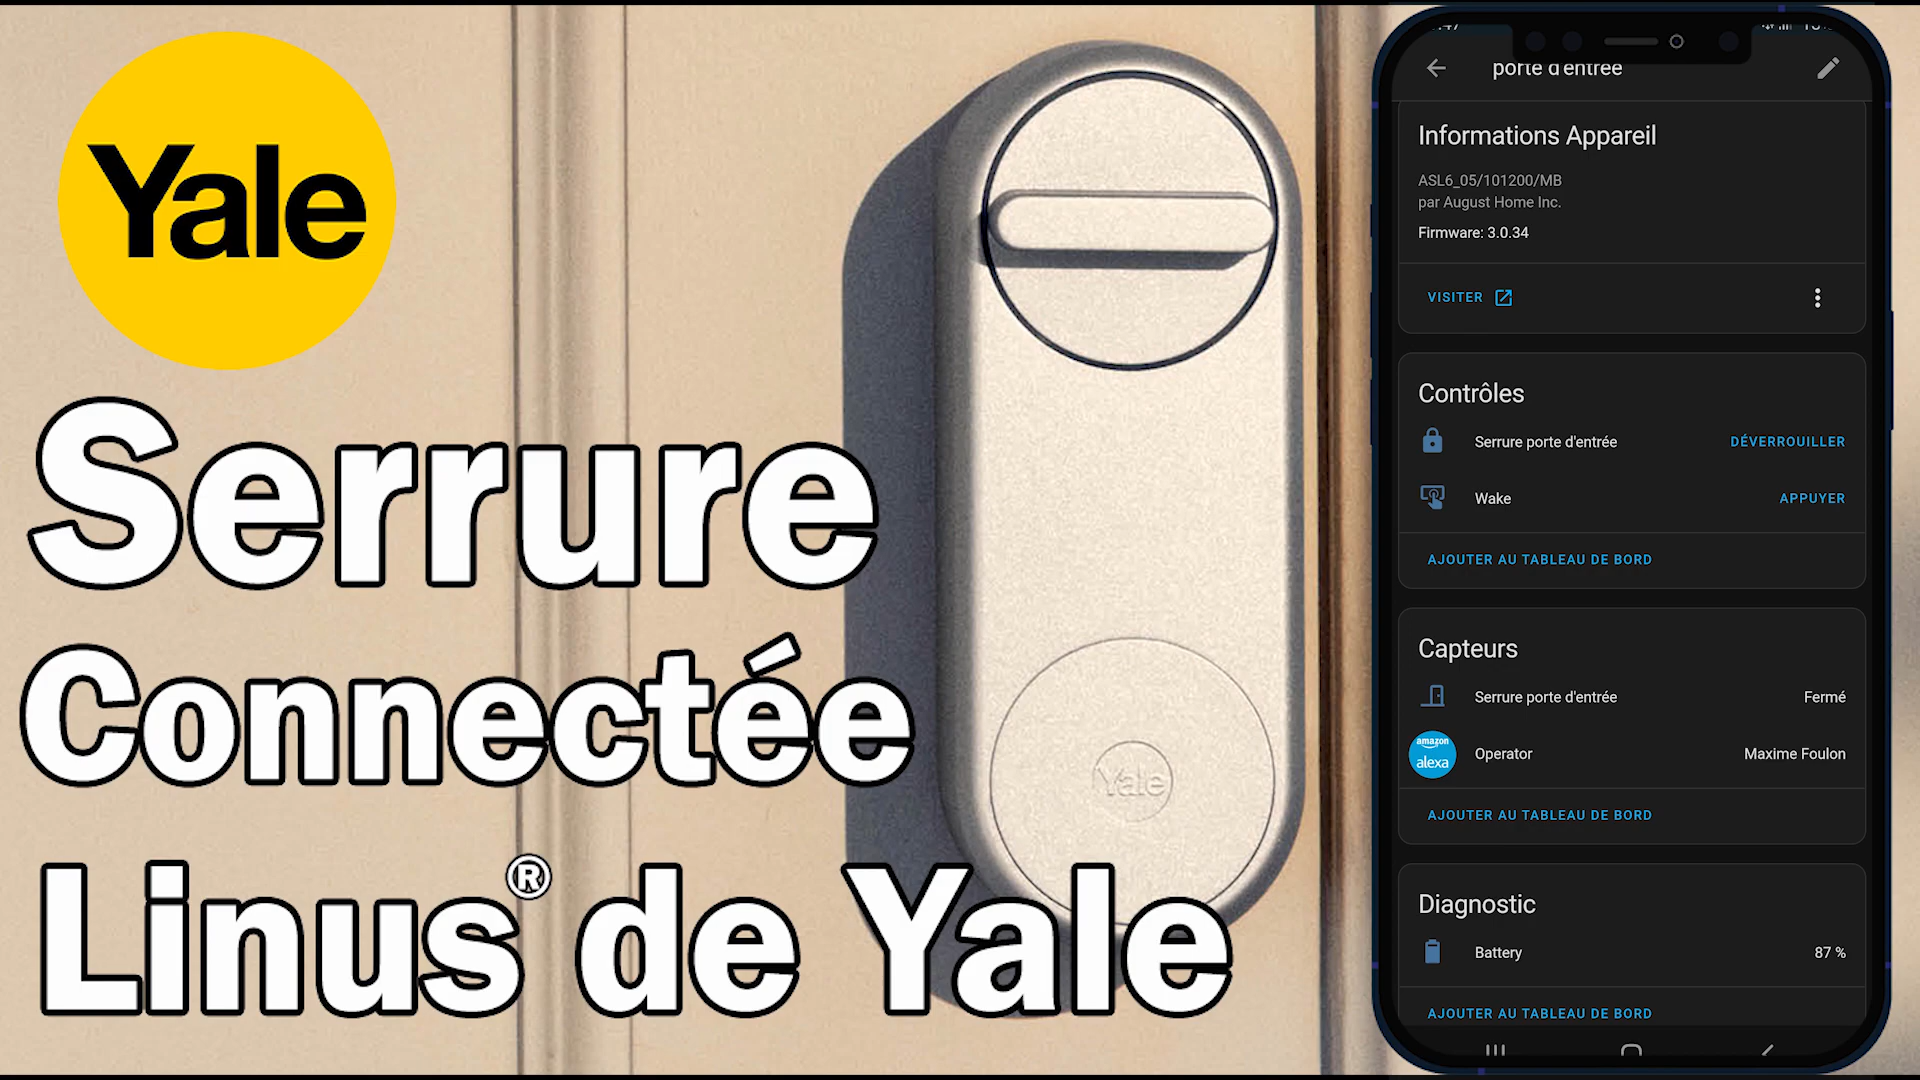 Yale
Serrure
Connectée
Linus® de Yale
Yale
porte d'entrée
Informations Appareil
ASL6_05/101200/MB
par August Home Inc.
Firmware: 3.0.34
VISITER
Contrôles
Serrure porte d'entrée DÉVERROUILLER
Wake APPUYER
AJOUTER AU TABLEAU DE BORD
Capteurs
Serrure porte d'entrée Fermé
amazon
alexa
Operator Maxime Foulon
AJOUTER AU TABLEAU DE BORD
Diagnostic
Battery 87 %
AJOUTER AU TABLEAU DE BORD